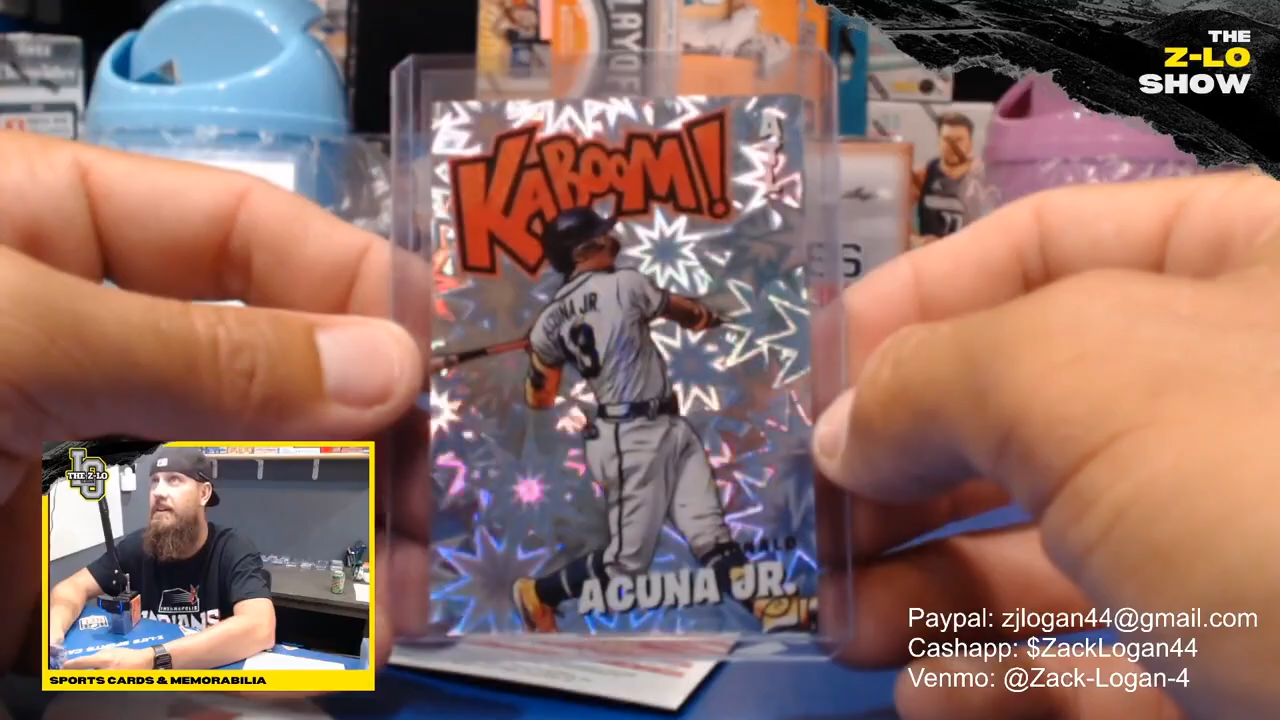 THE
Z-LO
SHOW
KABOOM!
ACUNA JR.
13
ACUNA JR.
THE Z-LO
SPORTS CARDS & MEMORABILIA
Paypal: zjlogan44@gmail.com
Cashapp: $ZackLogan44
Venmo: @Zack-Logan-4